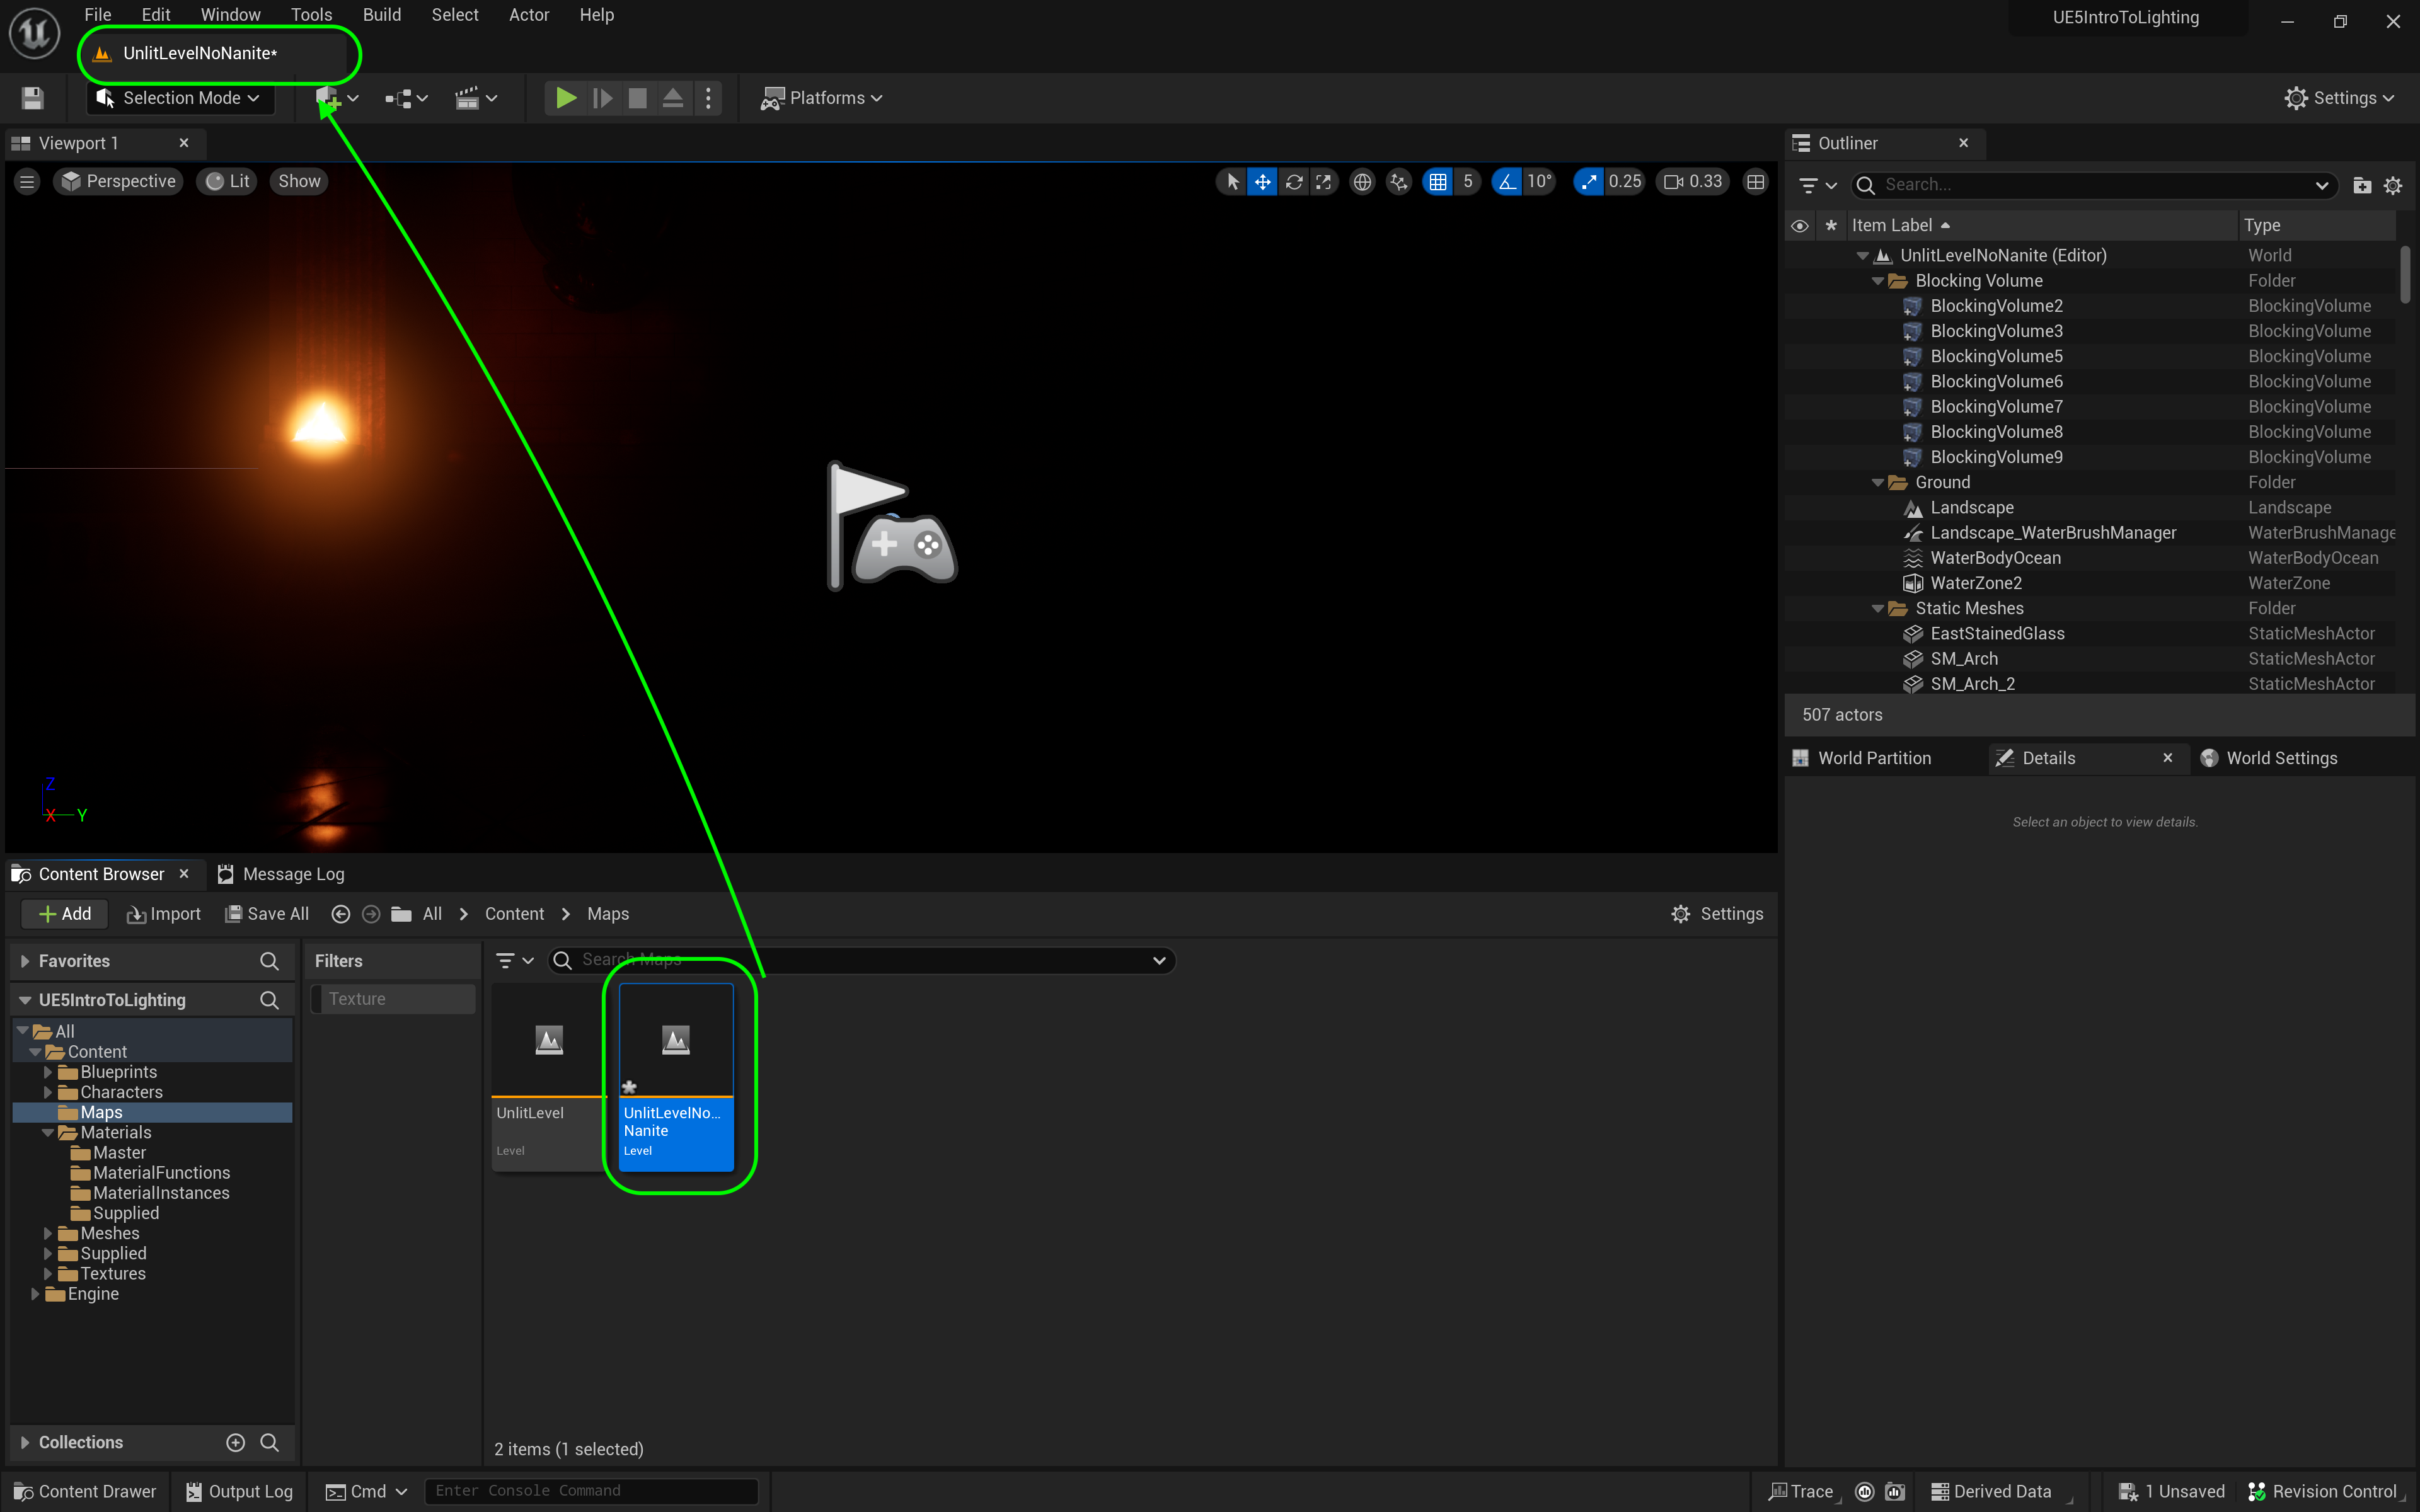 File Edit Window Tools Build Select Actor Help
UE5IntroToLighting
UnlitLevelNoNanite*
Selection Mode
Platforms
Settings
Viewport 1
Perspective Lit Show
5 10° 0.25 0.33
Outliner
Search...
Item Label Type
UnlitLevelNoNanite (Editor) World
Blocking Volume Folder
BlockingVolume2 BlockingVolume
BlockingVolume3 BlockingVolume
BlockingVolume5 BlockingVolume
BlockingVolume6 BlockingVolume
BlockingVolume7 BlockingVolume
BlockingVolume8 BlockingVolume
BlockingVolume9 BlockingVolume
Ground Folder
Landscape Landscape
Landscape_WaterBrushManager WaterBrushManage
WaterBodyOcean WaterBodyOcean
WaterZone2 WaterZone
Static Meshes Folder
EastStainedGlass StaticMeshActor
SM_Arch StaticMeshActor
SM_Arch_2 StaticMeshActor
507 actors
World Partition Details World Settings
Select an object to view details.
Z
X Y
Content Browser Message Log
Add Import Save All All Content Maps
Settings
Favorites
UE5IntroToLighting
All
Content
Blueprints
Characters
Maps
Materials
Master
MaterialFunctions
MaterialInstances
Supplied
Meshes
Supplied
Textures
Engine
Collections
Filters
Texture
Search Maps
UnlitLevel
Level
UnlitLevelNo...
Nanite
Level
2 items (1 selected)
Content Drawer Output Log Cmd Enter Console Command
Trace Derived Data 1 Unsaved Revision Control